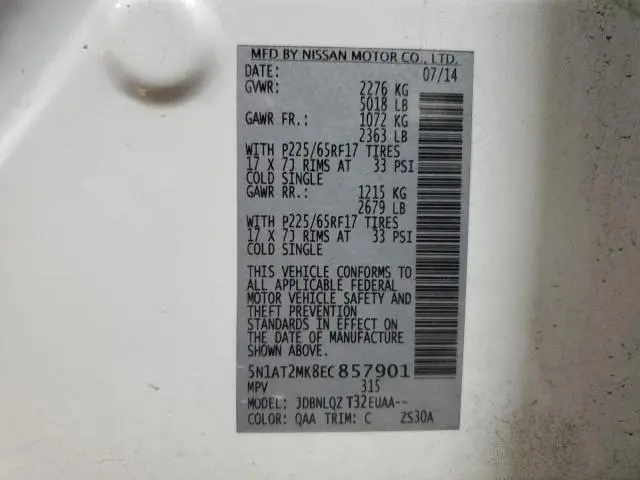 MFD BY NISSAN MOTOR CO., LTD.
DATE: 07/14
GVWR: 2276 KG
5018 LB
GAWR FR.: 1072 KG
2363 LB
WITH P225/65RF17 TIRES
17 X 7J RIMS AT 33 PSI
COLD SINGLE
GAWR RR.: 1215 KG
2679 LB
WITH P225/65RF17 TIRES
17 X 7J RIMS AT 33 PSI
COLD SINGLE
THIS VEHICLE CONFORMS TO
ALL APPLICABLE FEDERAL
MOTOR VEHICLE SAFETY AND
THEFT PREVENTION
STANDARDS IN EFFECT ON
THE DATE OF MANUFACTURE
SHOWN ABOVE.
5N1AT2MK8EC857901
MPV 315
MODEL: JDBNLQZ T32EUAA--
COLOR: QAA TRIM: C ZS30A